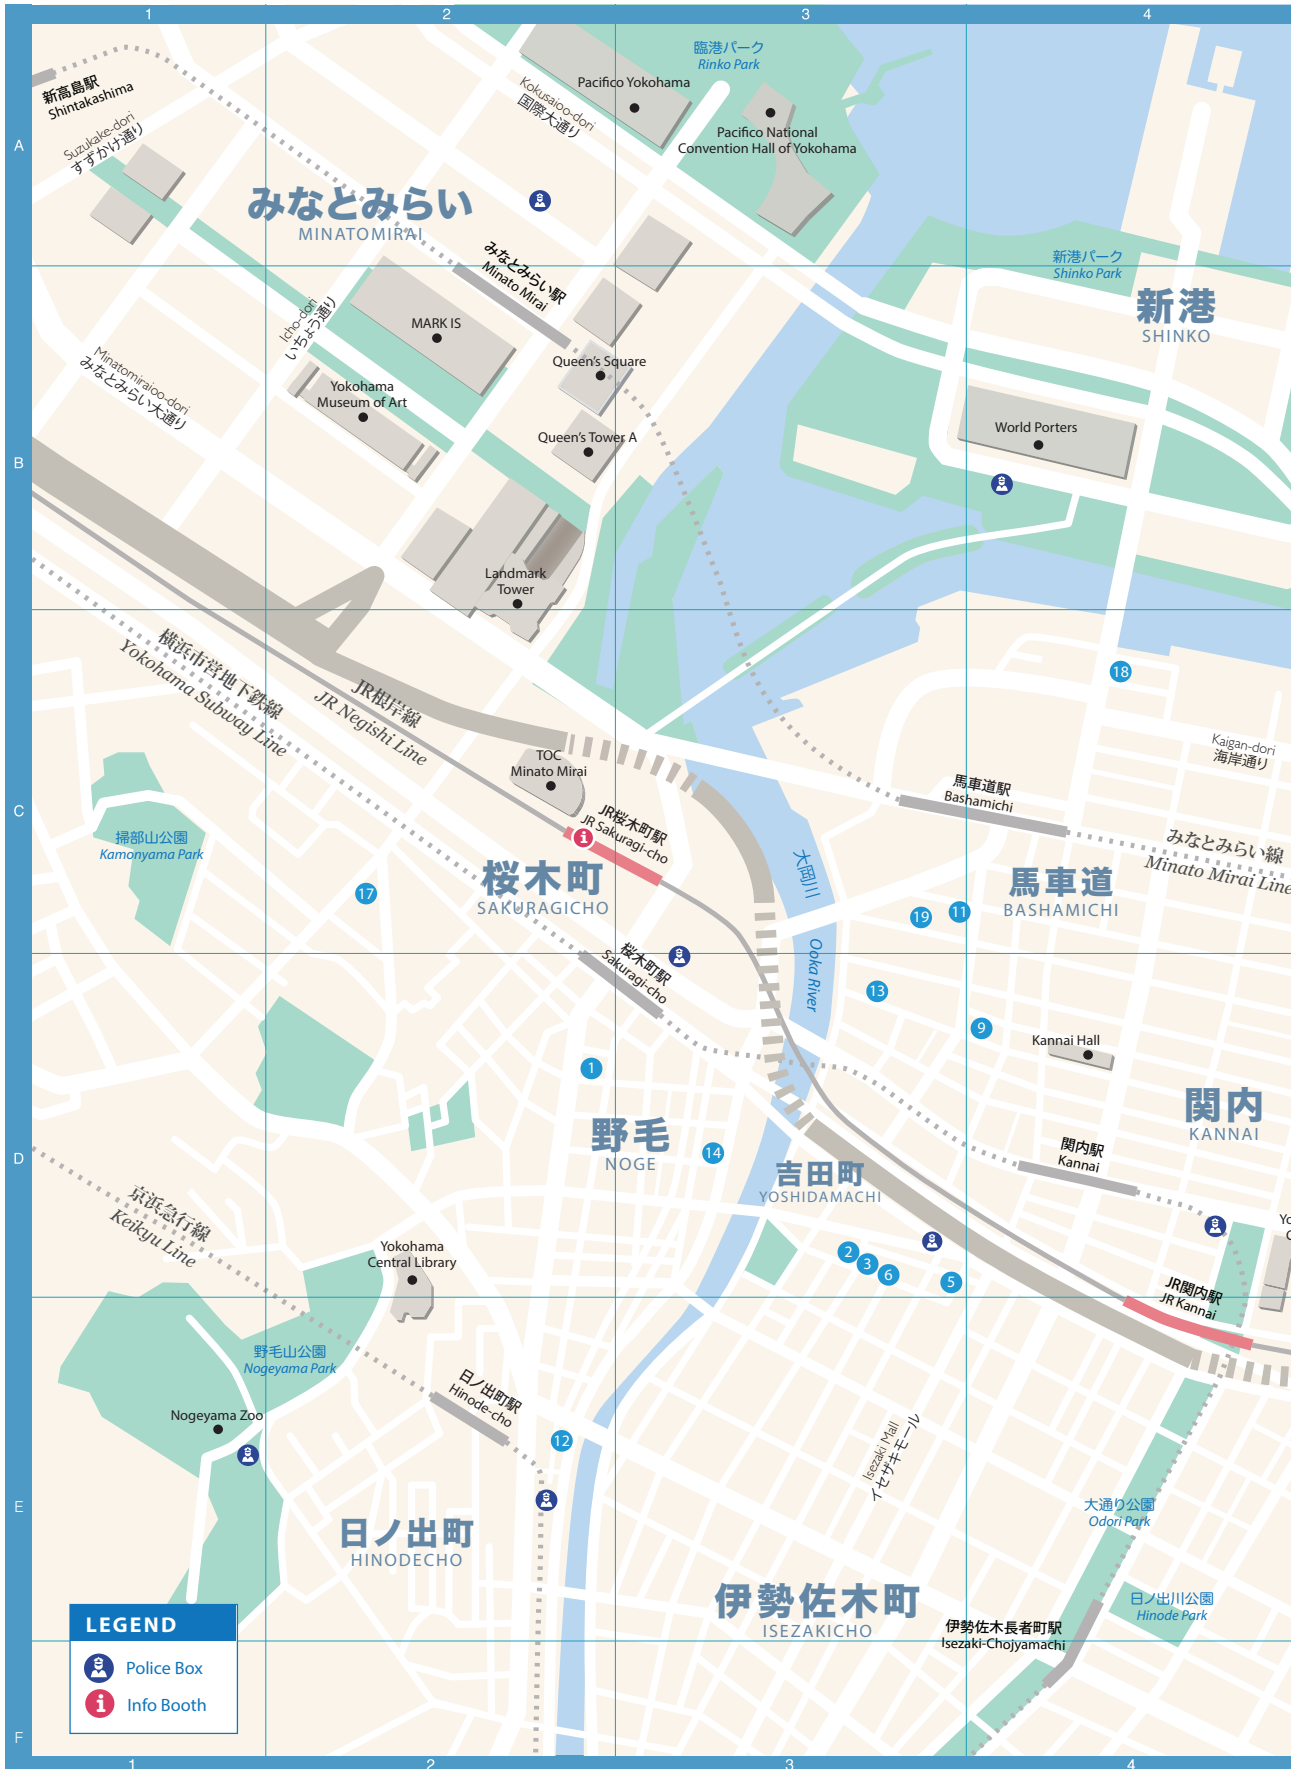 1
2
3
4
臨港パーク
Rinko Park
新高島駅
Shintakashima
Pacifico Yokohama
Kokusaioo-dori
国際大通り
Pacifico National
Convention Hall of Yokohama
Suzukake-dori
すずかけ通り
A
みなとみらい
MINATOMIRAI
みなとみらい駅
Minato Mirai
新港パーク
Shinko Park
新港
SHINKO
Icho-dori
いちょう通り
MARK IS
Minatomiraioo-dori
みなとみらい大通り
Queen's Square
Yokohama
Museum of Art
Queen's Tower A
World Porters
B
Landmark
Tower
横浜市営地下鉄線
Yokohama Subway Line
JR根岸線
JR Negishi Line
18
Kaigan-dori
海岸通り
TOC
Minato Mirai
馬車道駅
Bashamichi
C
JR桜木町駅
JR Sakuragi-cho
掃部山公園
Kamonyama Park
みなとみらい線
Minato Mirai Line
大岡川
Ooka River
桜木町
SAKURAGICHO
馬車道
BASHAMICHI
17
19
11
桜木町駅
Sakuragi-cho
13
9
Kannai Hall
1
関内
KANNAI
野毛
NOGE
14
D
関内駅
Kannai
吉田町
YOSHIDAMACHI
京浜急行線
Keikyu Line
Yokohama
Central Library
2
3
6
5
JR関内駅
JR Kannai
野毛山公園
Nogeyama Park
日ノ出町駅
Hinode-cho
Nogeyama Zoo
12
Isezaki Mall
イセザキモール
E
大通り公園
Odori Park
日ノ出町
HINODECHO
伊勢佐木町
ISEZAKICHO
日ノ出川公園
Hinode Park
伊勢佐木長者町駅
Isezaki-Chojyamachi
LEGEND
Police Box
i
Info Booth
F
1
2
3
4